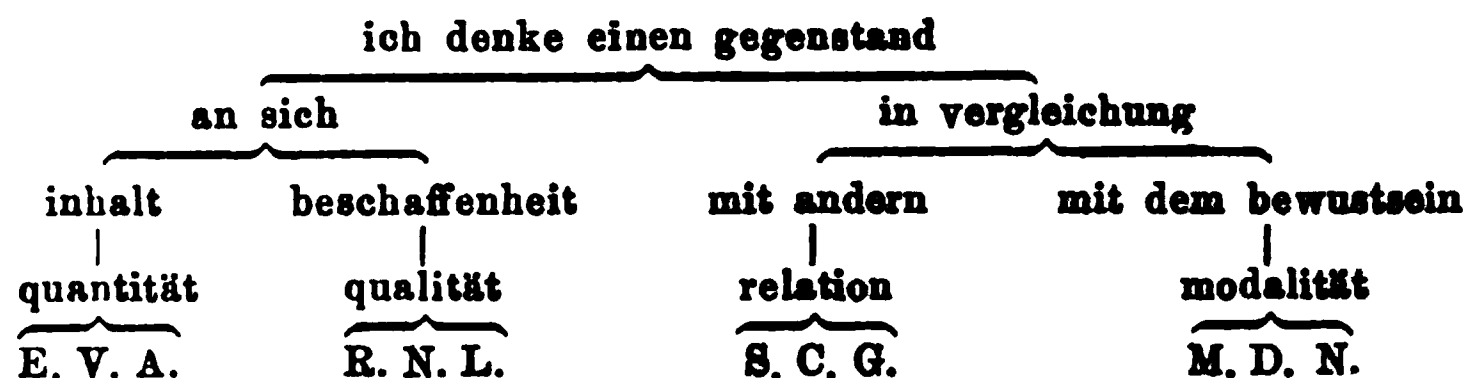 ich denke einen gegenstand
an sich in vergleichung
inhalt beschaffenheit mit andern mit dem bewustsein
quantität qualität relation modalität
E. V. A. R. N. L. S. C. G. M. D. N.